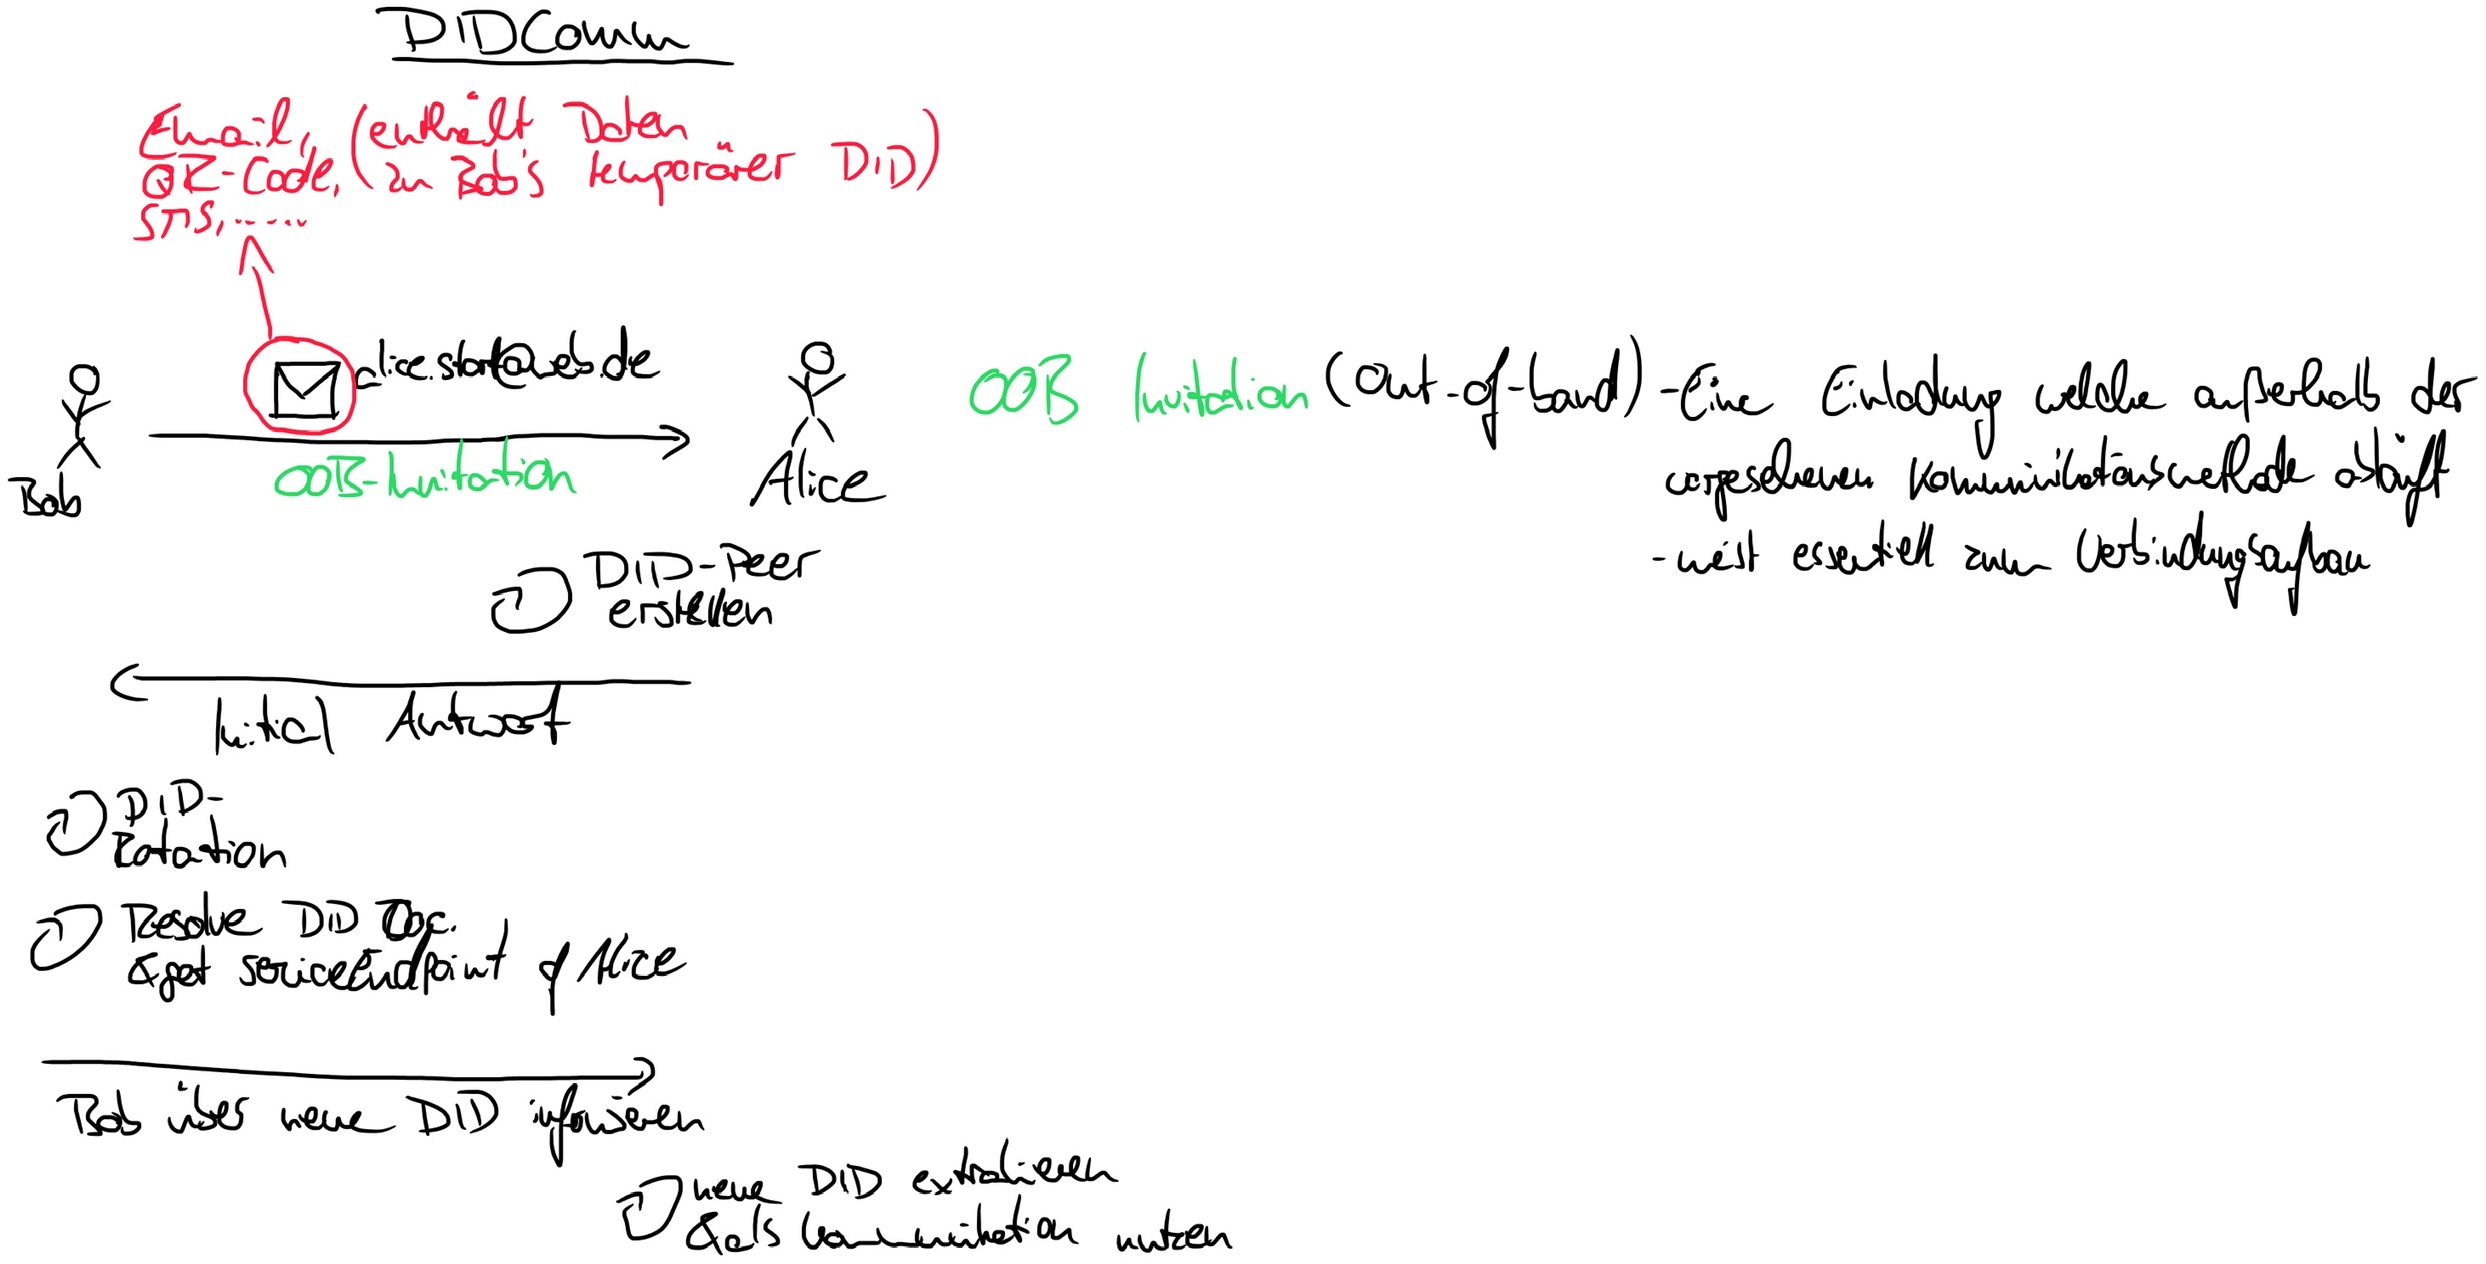 DIDComm
Email, (enthält Daten
QR-Code, zu Bob's temporärer DID)
SMS, ......
alice.start@web.de
OOB-Invitation
Bob
Alice
OOB Invitation (Out-of-band) - Eine Einladung welche außerhalb der
vorgesehenen Kommunikationsmethode abläuft
- meist essentiell zum Verbindungsaufbau
DID-Peer
erstellen
Initial Antwort
DID-
Rotation
Resolve DID Doc.
& get serviceEndpoint of Alice
Bob über neue DID informieren
neue DID extrahieren
& als Kommunikation nutzen